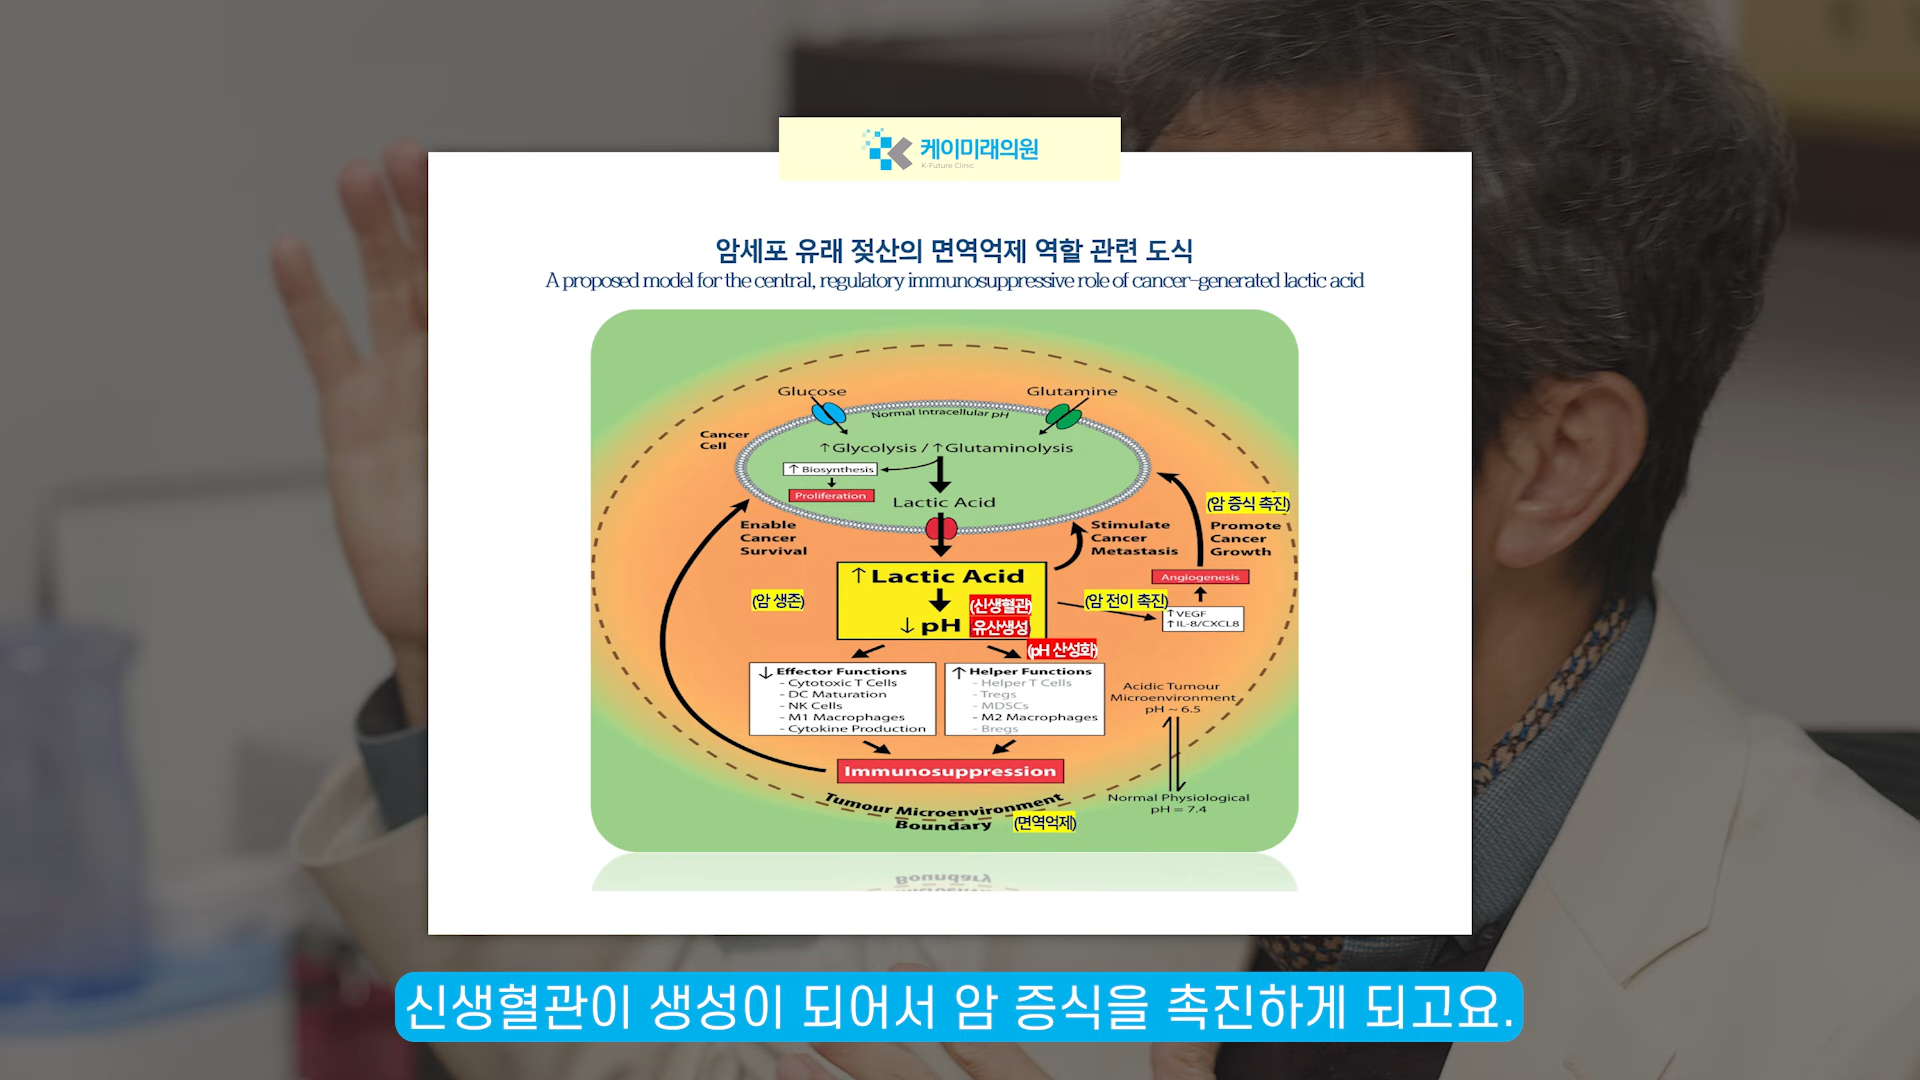 케이미래의원
K-Future Clinic
암세포 유래 젖산의 면역억제 역할 관련 도식
A proposed model for the central, regulatory immunosuppressive role of cancer-generated lactic acid
Glucose
Glutamine
Normal Intracellular pH
Cancer
Cell
↑Glycolysis / ↑Glutaminolysis
↑ Biosynthesis
Proliferation
Lactic Acid
Enable
Cancer
Survival
Stimulate
Cancer
Metastasis
(암 증식 촉진)
Promote
Cancer
Growth
↑ Lactic Acid
↓ pH
(신생혈관
유산생성
(pH 산성화)
(암 생존)
(암 전이 촉진)
Angiogenesis
↑VEGF
↑IL-8/CXCL8
↓ Effector Functions
- Cytotoxic T Cells
- DC Maturation
- NK Cells
- M1 Macrophages
- Cytokine Production
↑ Helper Functions
- Helper T Cells
- Tregs
- MDSCs
- M2 Macrophages
- Bregs
Acidic Tumour
Microenvironment
pH ~ 6.5
Immunosuppression
Normal Physiological
pH = 7.4
Tumour Microenvironment
Boundary
(면역억제)
Boundary
신생혈관이 생성이 되어서 암 증식을 촉진하게 되고요.